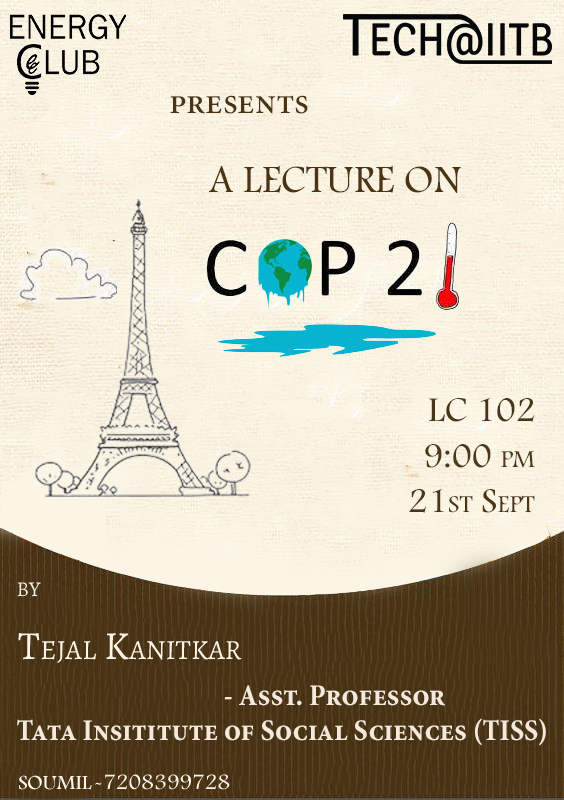 ENERGY
CLUB
TECH@IITB
PRESENTS
A LECTURE ON
COP 21
LC 102
9:00 PM
21ST SEPT
BY
TEJAL KANITKAR
- ASST. PROFESSOR
TATA INSITITUTE OF SOCIAL SCIENCES (TISS)
SOUMIL-7208399728